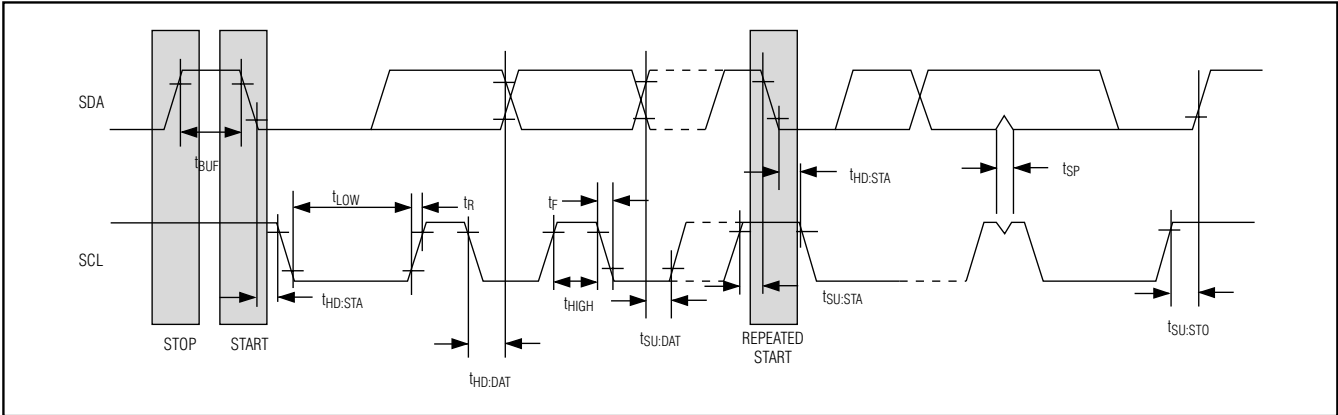 SDA
tBUF
tLOW
tR
tF
tHD:STA
tSP
SCL
tHD:STA
tHIGH
tSU:DAT
tSU:STA
tSU:STO
STOP
START
REPEATED
START
tHD:DAT